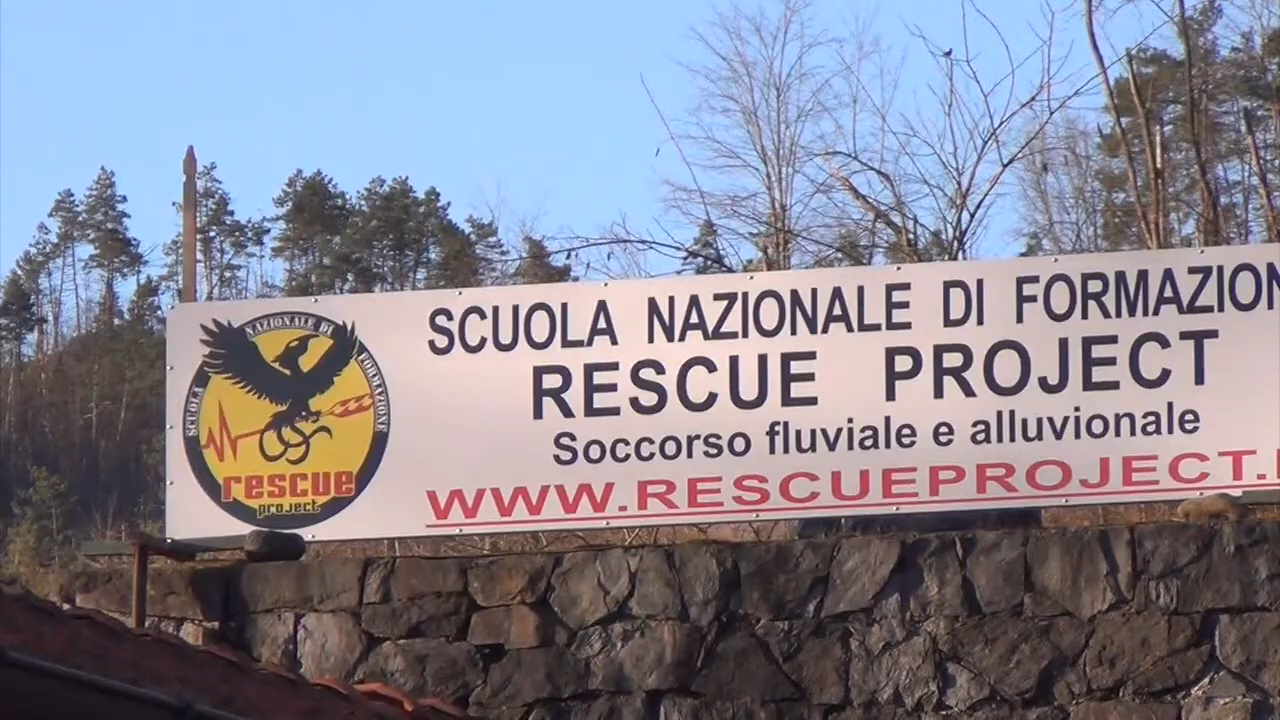 SCUOLA NAZIONALE DI FORMAZION
RESCUE PROJECT
Soccorso fluviale e alluvionale
WWW.RESCUEPROJECT.
SCUOLA NAZIONALE DI FORMAZIONE
rescue
project